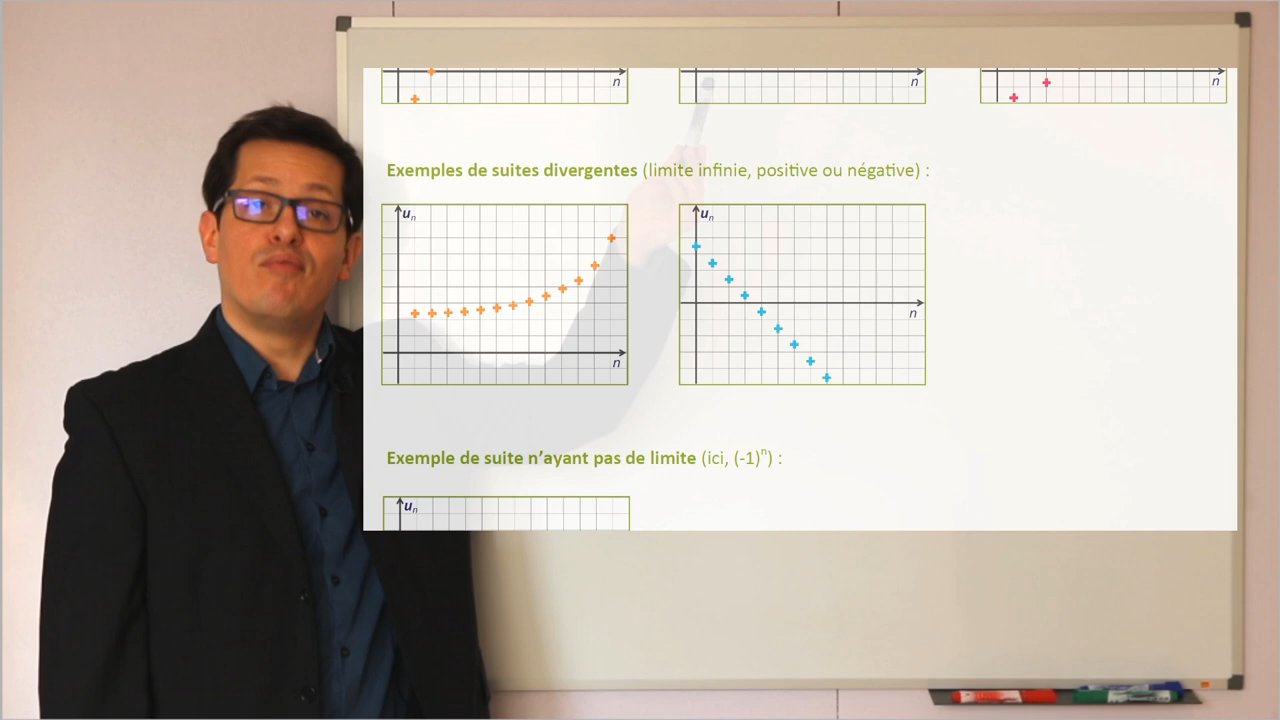 n
n
n
Exemples de suites divergentes (limite infinie, positive ou négative) :
uₙ
uₙ
n
n
Exemple de suite n’ayant pas de limite (ici, (-1)ⁿ) :
uₙ